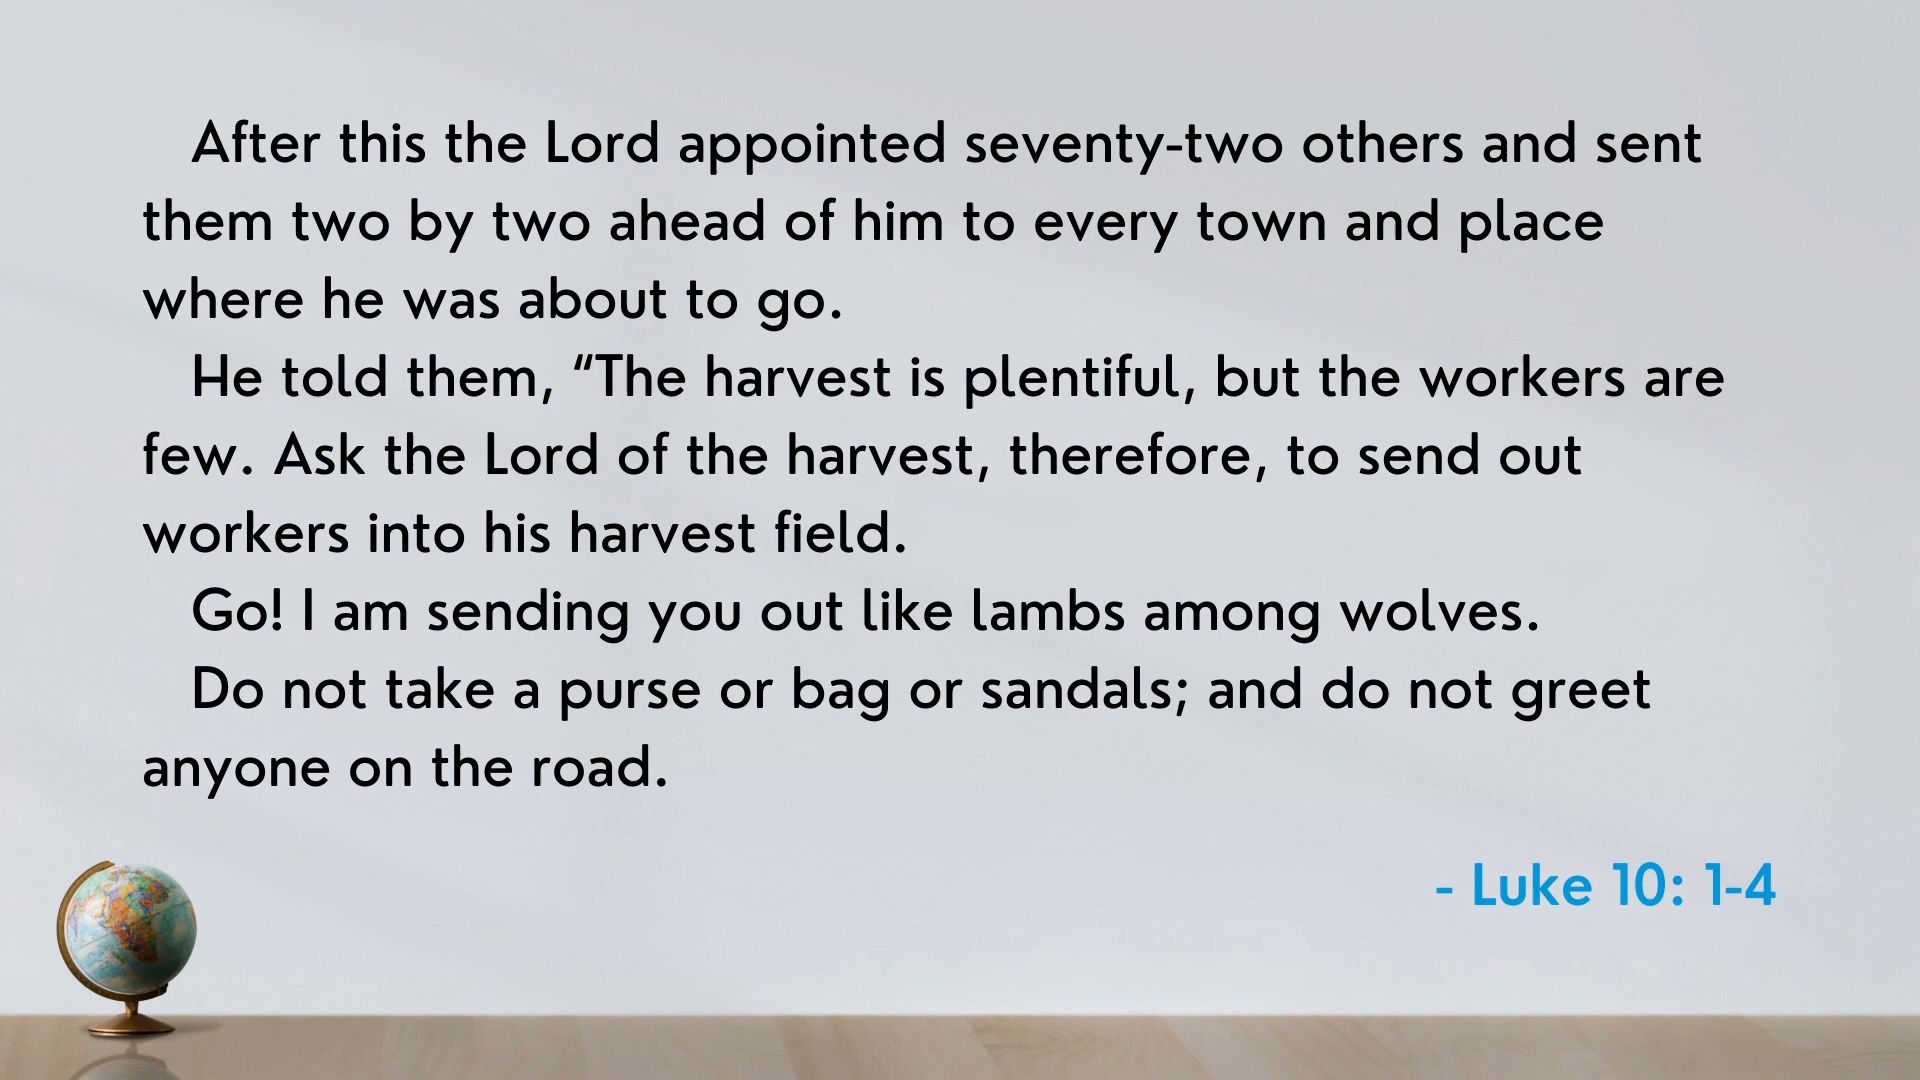 After this the Lord appointed seventy-two others and sent
them two by two ahead of him to every town and place
where he was about to go.
He told them, “The harvest is plentiful, but the workers are
few. Ask the Lord of the harvest, therefore, to send out
workers into his harvest field.
Go! I am sending you out like lambs among wolves.
Do not take a purse or bag or sandals; and do not greet
anyone on the road.
- Luke 10: 1-4